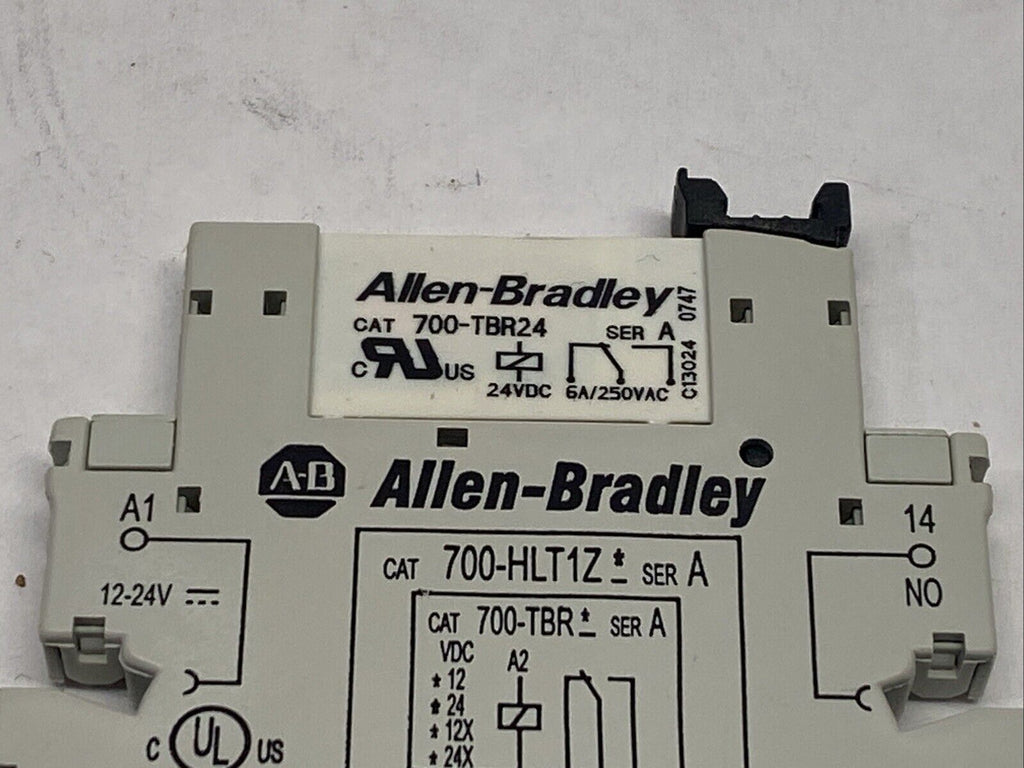 Allen-Bradley
CAT 700-TBR24 SER A
C RU US
24VDC 6A/250VAC
C13024 0747
A-B Allen-Bradley
A1
14
CAT 700-HLT1Z * SER A
12-24V
NO
CAT 700-TBR * SER A
VDC A2
* 12
* 24
* 12X
* 24X
C UL US